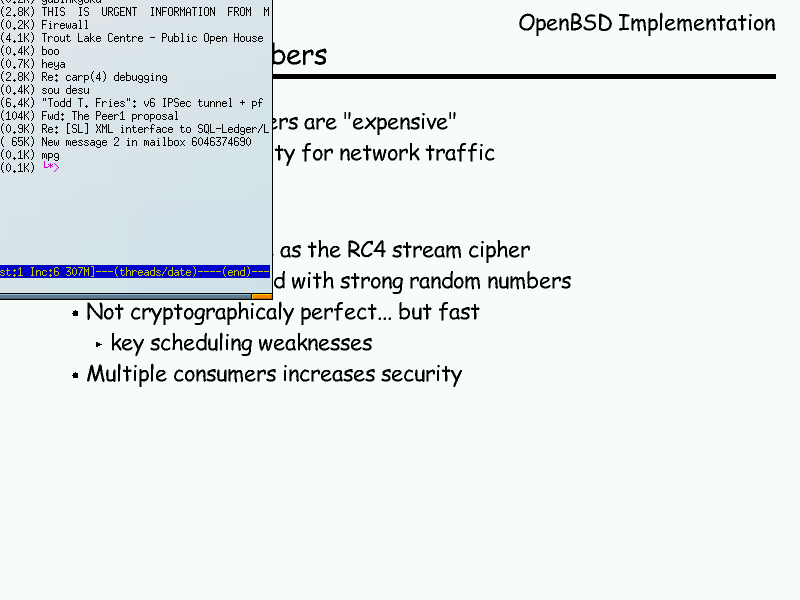 (2.8K) THIS IS URGENT INFORMATION FROM M
(0.2K) Firewall
(4.1K) Trout Lake Centre - Public Open House
(0.4K) boo
(0.7K) heya
(2.8K) Re: carp(4) debugging
(0.4K) sou desu
(6.4K) "Todd T. Fries": v6 IPSec tunnel + pf
(104K) Fwd: The Peer1 proposal
(0.9K) Re: [SL] XML interface to SQL-Ledger/L
( 65K) New message 2 in mailbox 6046374690
(0.1K) mpg
(0.1K) └*>
st:1 Inc:6 307M]---(threads/date)----(end)---
OpenBSD Implementation
bers
ers are "expensive"
ty for network traffic
as the RC4 stream cipher
d with strong random numbers
Not cryptographicaly perfect... but fast
key scheduling weaknesses
Multiple consumers increases security